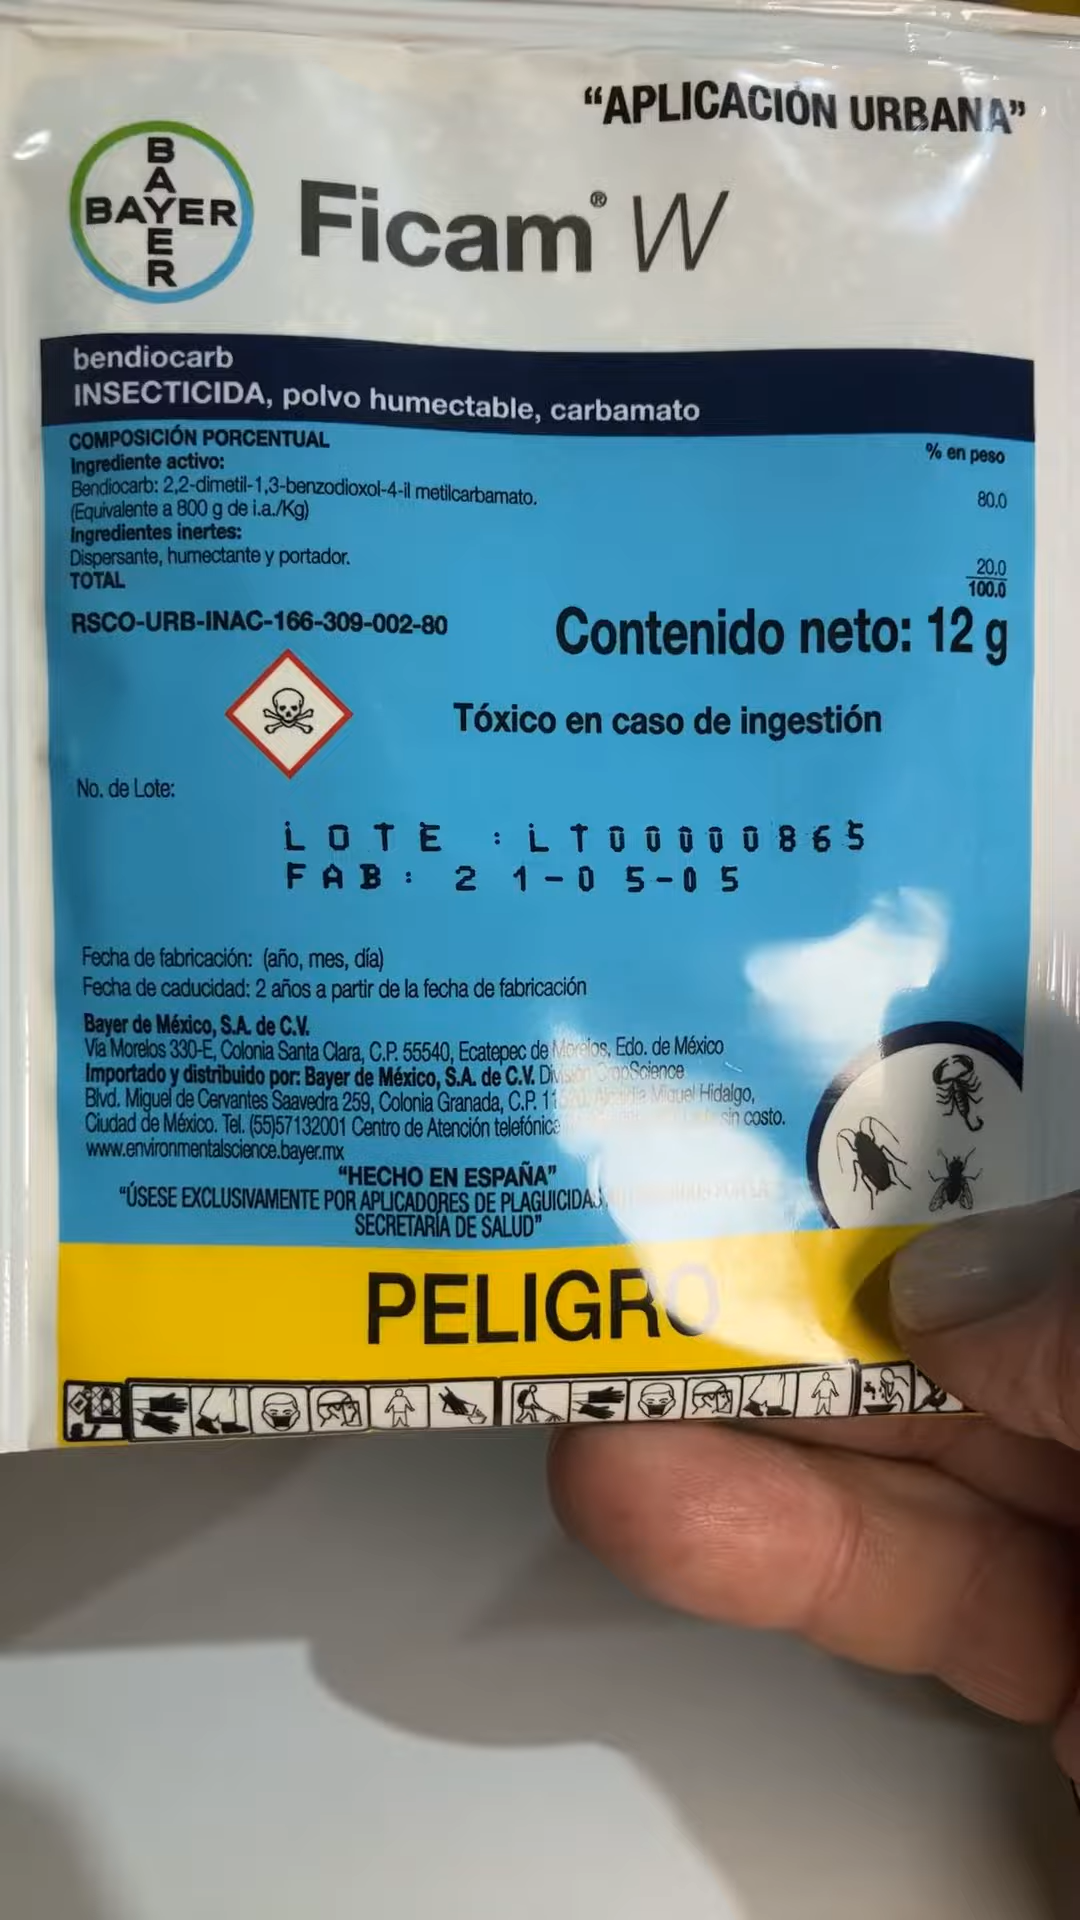 "APLICACIÓN URBANA"
BAYER
BAYER
Ficam® W
bendiocarb
INSECTICIDA, polvo humectable, carbamato
COMPOSICIÓN PORCENTUAL
% en peso
Ingrediente activo:
Bendiocarb: 2,2-dimetil-1,3-benzodioxol-4-il metilcarbamato. 80.0
(Equivalente a 800 g de i.a./Kg)
Ingredientes inertes:
Dispersante, humectante y portador. 20.0
TOTAL 100.0
RSCO-URB-INAC-166-309-002-80
Contenido neto: 12 g
Tóxico en caso de ingestión
No. de Lote:
LOTE :LT00000865
FAB: 21-05-05
Fecha de fabricación: (año, mes, día)
Fecha de caducidad: 2 años a partir de la fecha de fabricación
Bayer de México, S.A. de C.V.
Vía Morelos 330-E, Colonia Santa Clara, C.P. 55540, Ecatepec de Morelos, Edo. de México
Importado y distribuido por: Bayer de México, S.A. de C.V. División CropScience
Blvd. Miguel de Cervantes Saavedra 259, Colonia Granada, C.P. Miguel Hidalgo,
Ciudad de México. Tel. (55)57132001 Centro de Atención sin costo.
www.environmentalscience.bayer.mx
"HECHO EN ESPAÑA"
"ÚSESE EXCLUSIVAMENTE POR APLICADORES DE PLAGUICIDAS
SECRETARÍA DE SALUD"
PELIGRO